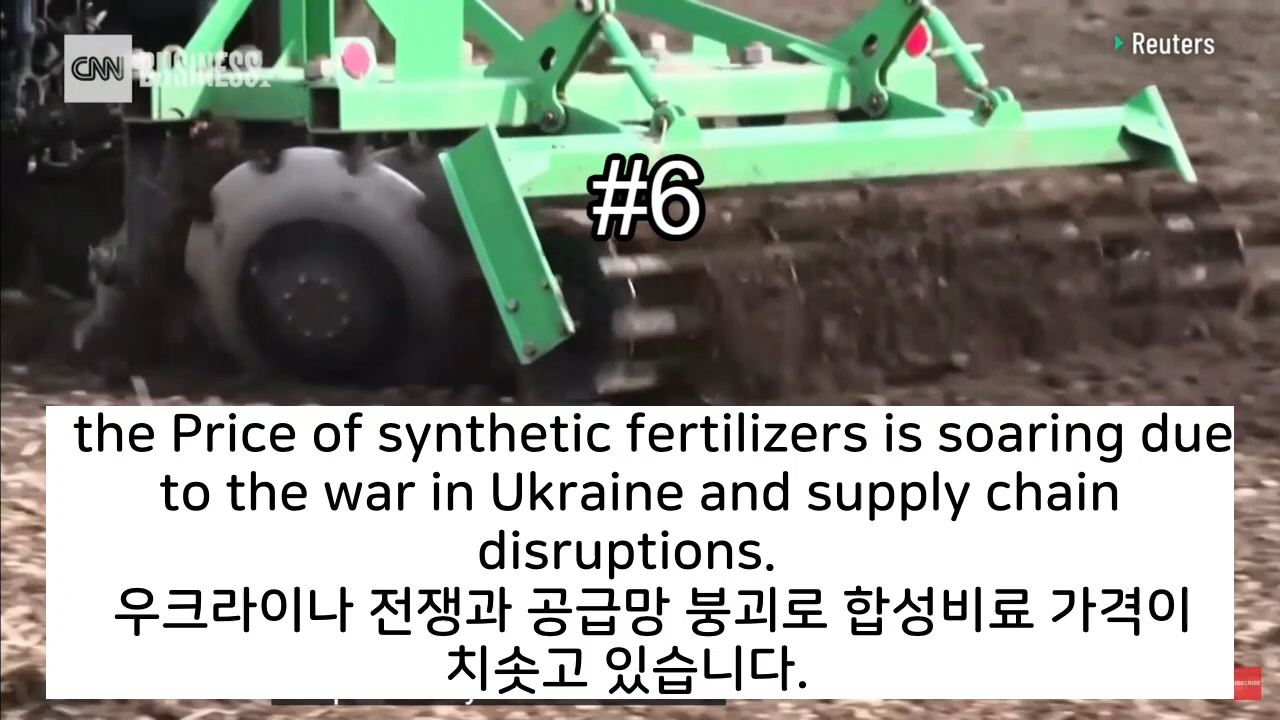 CNN BUSINESS
Reuters
#6
the Price of synthetic fertilizers is soaring due
to the war in Ukraine and supply chain
disruptions.
우크라이나 전쟁과 공급망 붕괴로 합성비료 가격이
치솟고 있습니다.
SUBSCRIBE